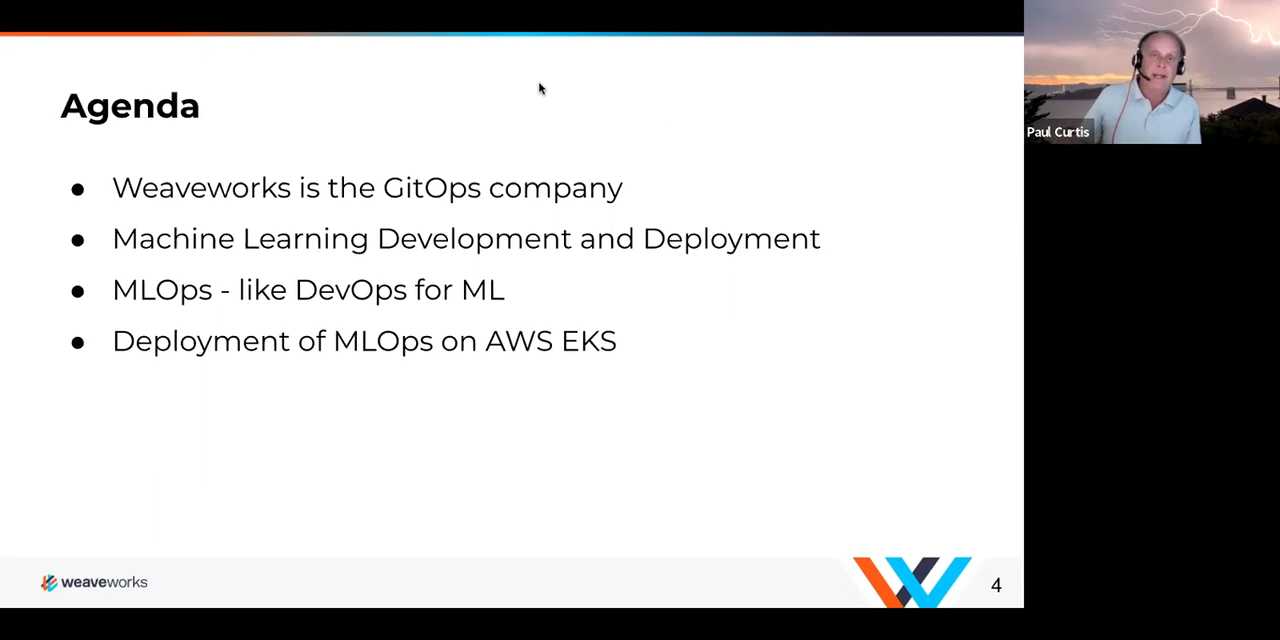 Agenda
● Weaveworks is the GitOps company
● Machine Learning Development and Deployment
● MLOps - like DevOps for ML
● Deployment of MLOps on AWS EKS
weaveworks
4
Paul Curtis